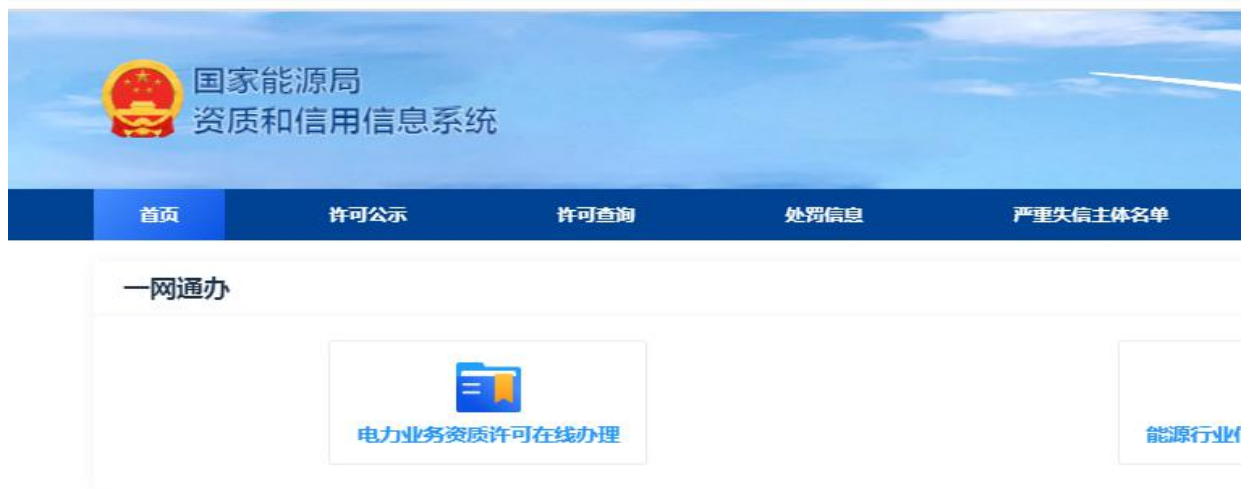 国家能源局
资质和信用信息系统
首页 许可公示 许可查询 处罚信息 严重失信主体名单
一网通办
电力业务资质许可在线办理 能源行业